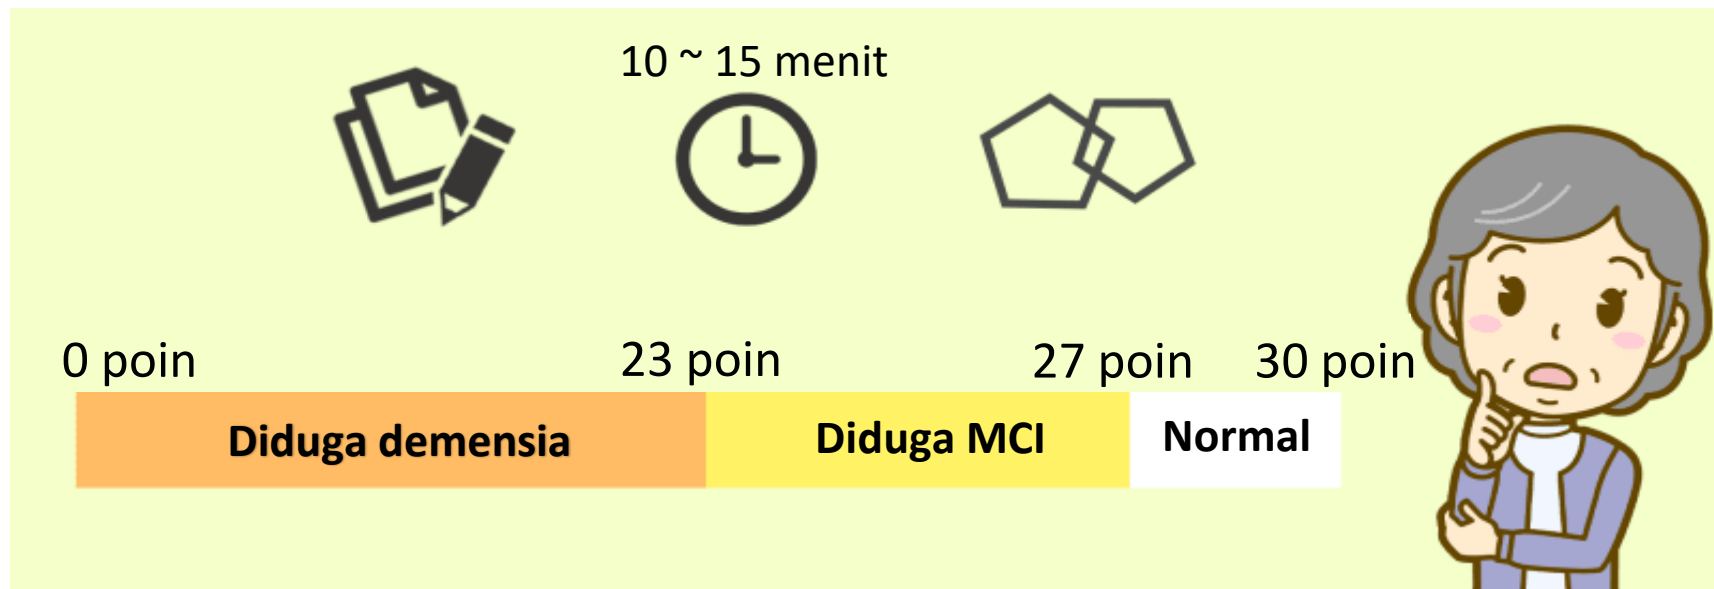 10 ~ 15 menit
0 poin 23 poin 27 poin 30 poin
Diduga demensia Diduga MCI Normal